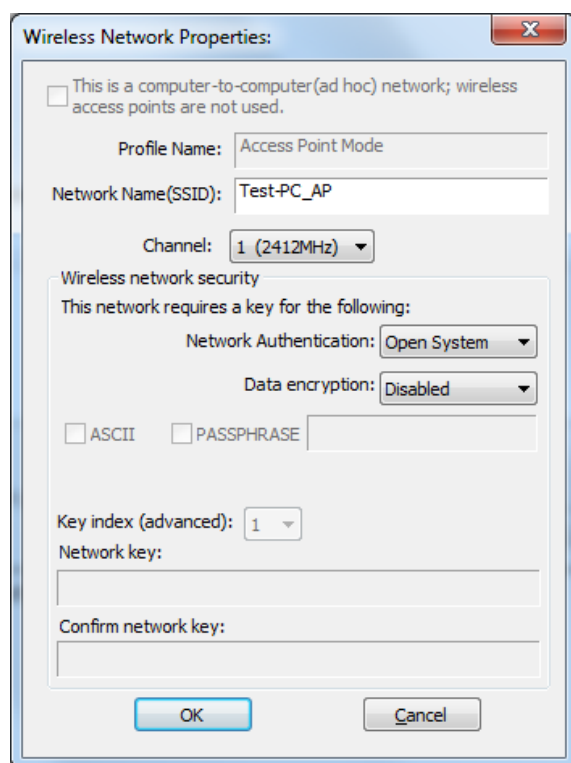 Wireless Network Properties:
This is a computer-to-computer(ad hoc) network; wireless
access points are not used.
Profile Name: Access Point Mode
Network Name(SSID): Test-PC_AP
Channel: 1 (2412MHz)
Wireless network security
This network requires a key for the following:
Network Authentication: Open System
Data encryption: Disabled
ASCII PASSPHRASE
Key index (advanced): 1
Network key:
Confirm network key:
OK Cancel